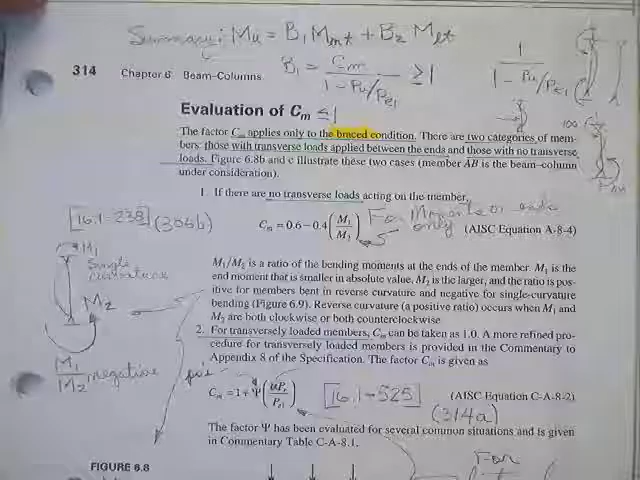 Summary: Mu = B1 Mnt + B2 Mlt
314 Chapter 6 Beam-Columns
B1 = Cm / (1 - Pu/Pe1) ≥ 1
1 / (1 - Pu/Pe1)
Evaluation of Cm ≤ 1
The factor Cm applies only to the braced condition. There are two categories of mem-
bers: those with transverse loads applied between the ends and those with no transverse
loads. Figure 6.8b and c illustrate these two cases (member AB is the beam-column
under consideration).
1. If there are no transverse loads acting on the member,
[16.1-238] (306b)
Cm = 0.6 − 0.4 (M1/M2) (AISC Equation A-8-4)
For Moments on ends
only
M1
Single
curvature
M2
M1/M2 is a ratio of the bending moments at the ends of the member. M1 is the
end moment that is smaller in absolute value, M2 is the larger, and the ratio is pos-
itive for members bent in reverse curvature and negative for single-curvature
bending (Figure 6.9). Reverse curvature (a positive ratio) occurs when M1 and
M2 are both clockwise or both counterclockwise.
2. For transversely loaded members, Cm can be taken as 1.0. A more refined pro-
cedure for transversely loaded members is provided in the Commentary to
Appendix 8 of the Specification. The factor Cm is given as
M1/M2 negative
Cm = 1 + Ψ (αPr/Pe1) [16.1-525] (AISC Equation C-A-8-2)
(314a)
The factor Ψ has been evaluated for several common situations and is given
in Commentary Table C-A-8.1.
For
FIGURE 6.8